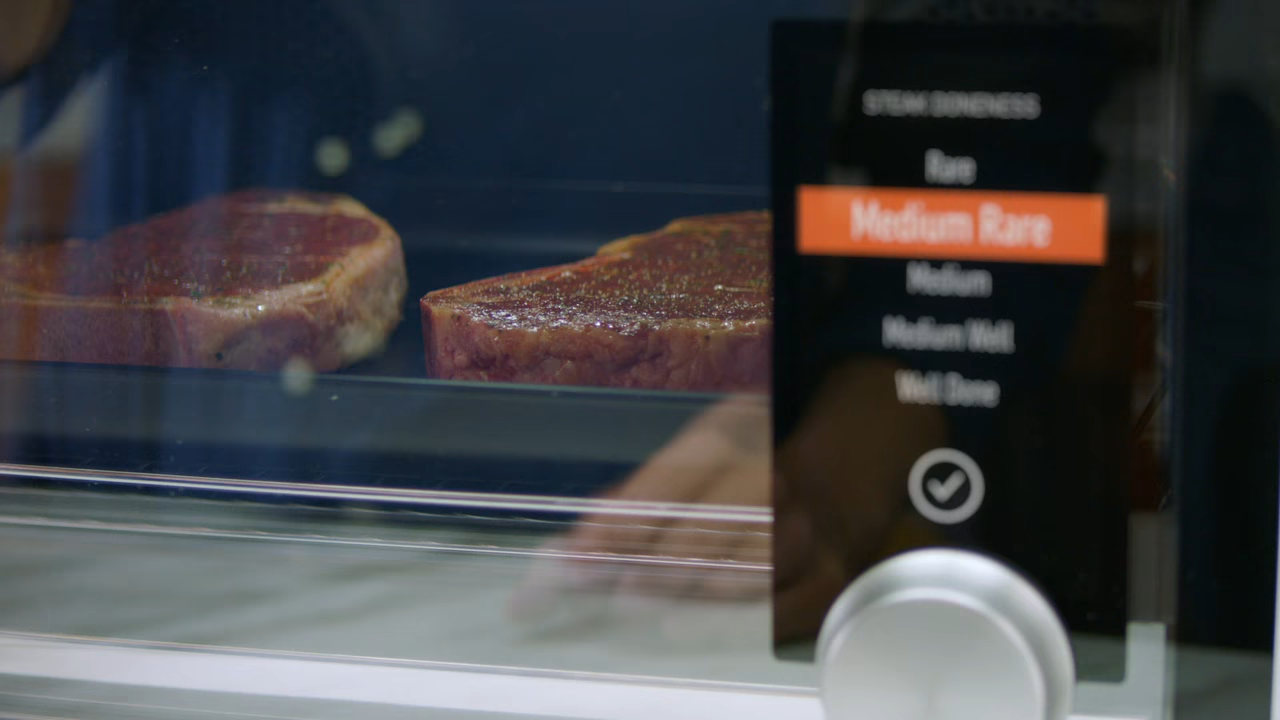 STEAK DONENESS
Rare
Medium Rare
Medium
Medium Well
Well Done